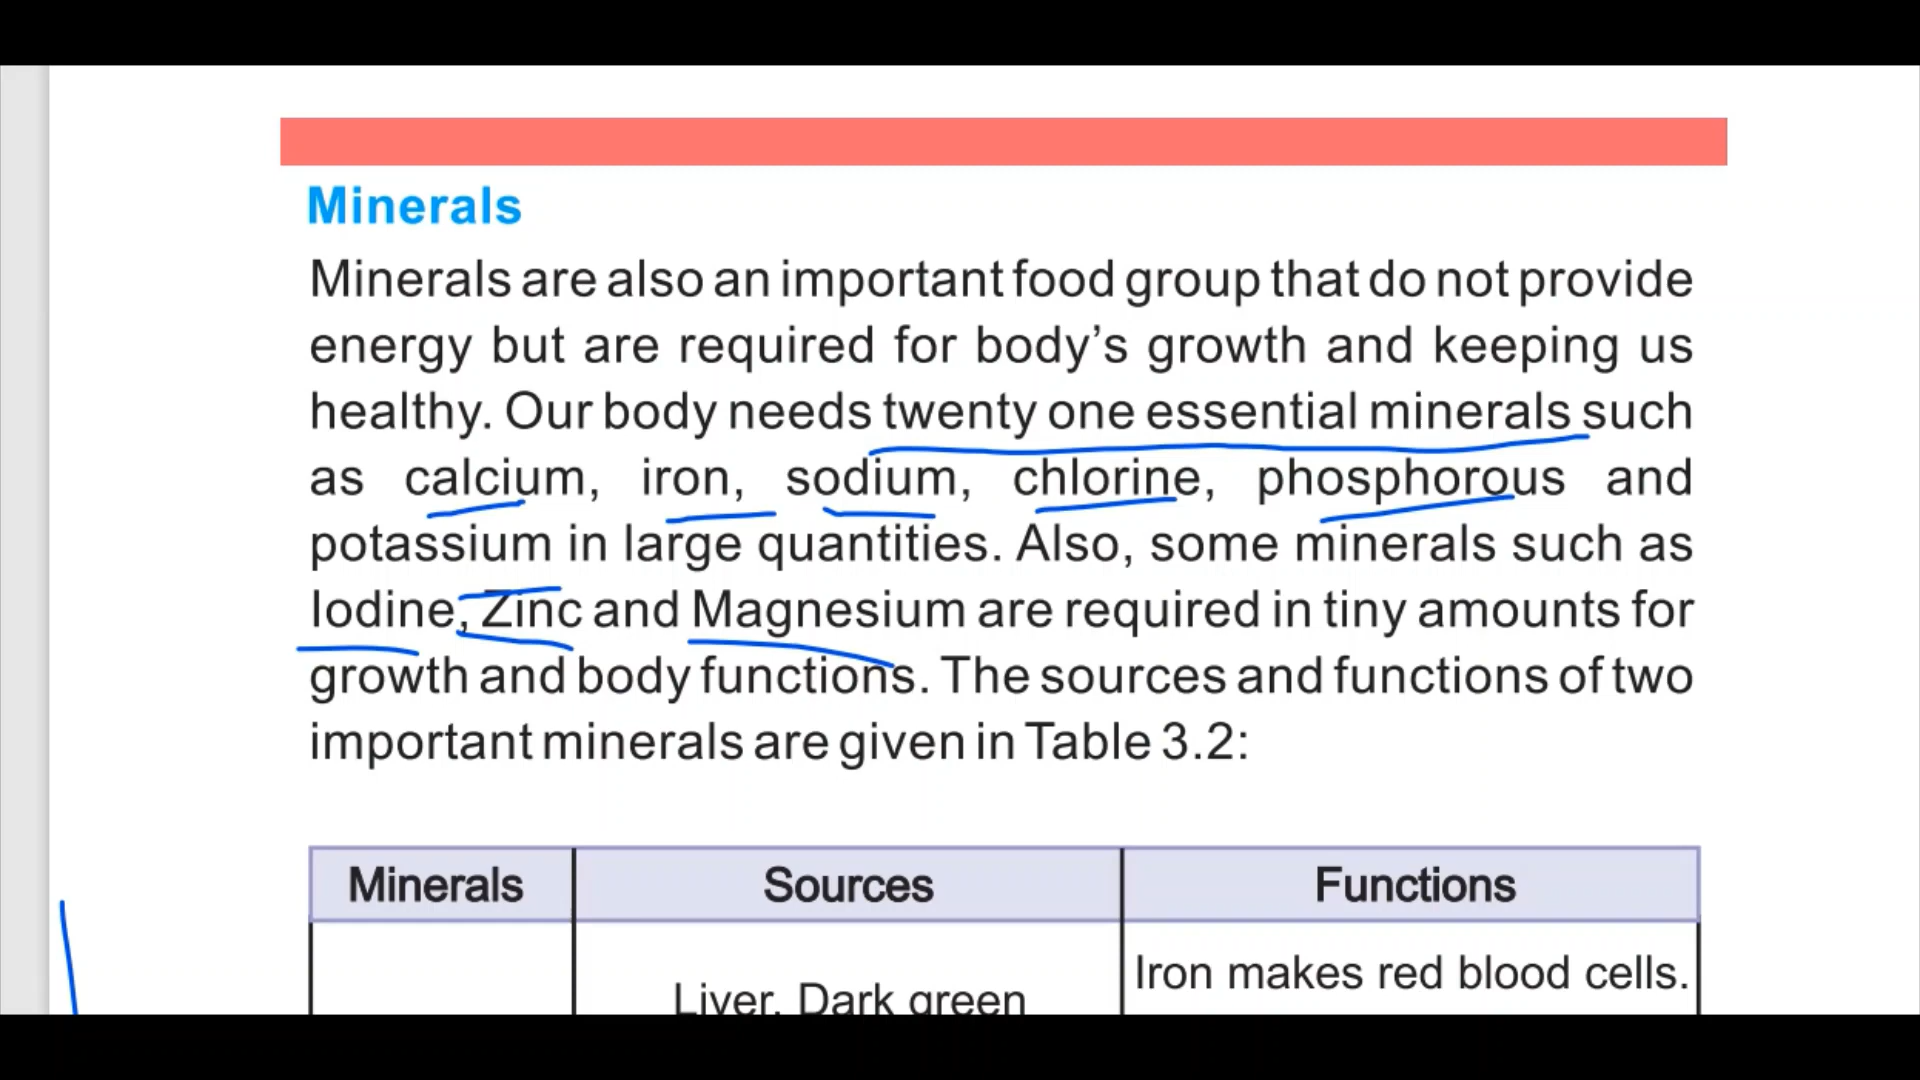 Minerals
Minerals are also an important food group that do not provide
energy but are required for body's growth and keeping us
healthy. Our body needs twenty one essential minerals such
as calcium, iron, sodium, chlorine, phosphorous and
potassium in large quantities. Also, some minerals such as
Iodine, Zinc and Magnesium are required in tiny amounts for
growth and body functions. The sources and functions of two
important minerals are given in Table 3.2:
Minerals Sources Functions
Iron makes red blood cells.
Liver, Dark green